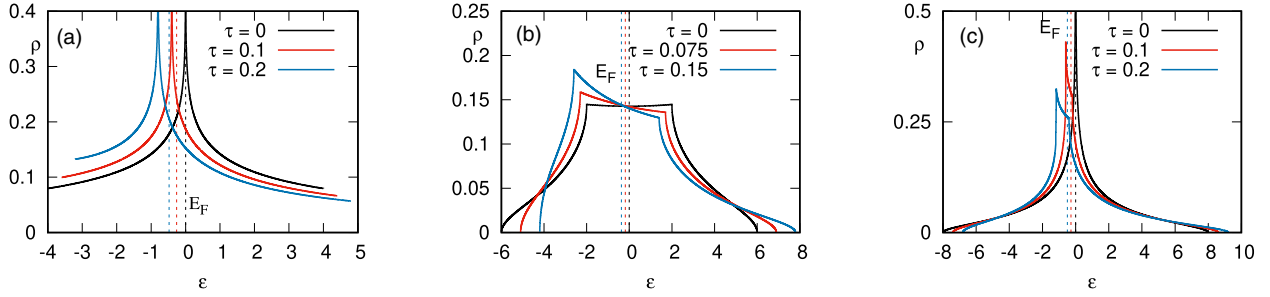 (a)
ρ
τ = 0
τ = 0.1
τ = 0.2
E_F
0.4
0.3
0.2
0.1
0
-4 -3 -2 -1 0 1 2 3 4 5
ε
(b)
ρ
τ = 0
τ = 0.075
τ = 0.15
E_F
0.25
0.2
0.15
0.1
0.05
0
-6 -4 -2 0 2 4 6 8
ε
(c)
ρ
τ = 0
τ = 0.1
τ = 0.2
E_F
0.5
0.25
0
-8 -6 -4 -2 0 2 4 6 8 10
ε